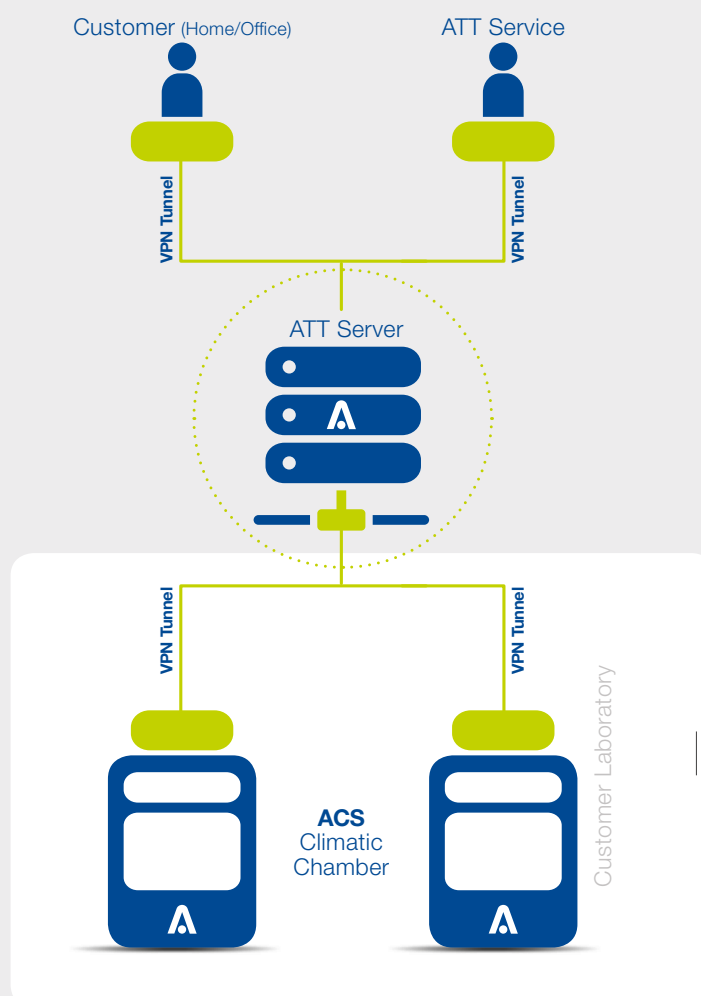 Customer (Home/Office)
ATT Service
VPN Tunnel
VPN Tunnel
ATT Server
VPN Tunnel
VPN Tunnel
Customer Laboratory
ACS
Climatic
Chamber